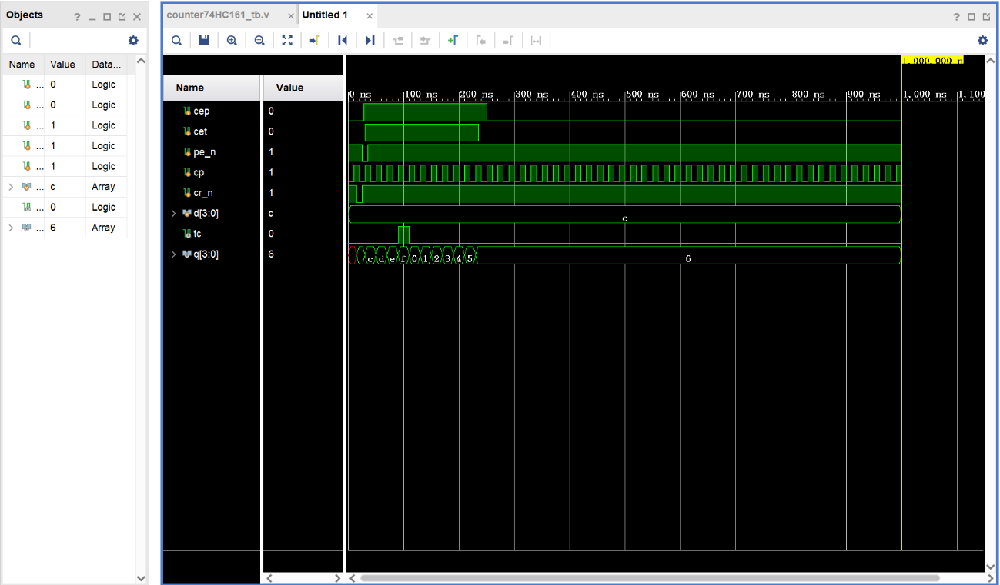 Objects
Name Value Data...
... 0 Logic
... 0 Logic
... 1 Logic
... 1 Logic
... 1 Logic
... c Array
... 0 Logic
... 6 Array
counter74HC161_tb.v
Untitled 1
1,000.000 n
Name Value
0 ns 100 ns 200 ns 300 ns 400 ns 500 ns 600 ns 700 ns 800 ns 900 ns 1,000 ns 1,100
cep 0
cet 0
pe_n 1
cp 1
cr_n 1
d[3:0] c c
tc 0
q[3:0] 6 c d e f 0 1 2 3 4 5 6